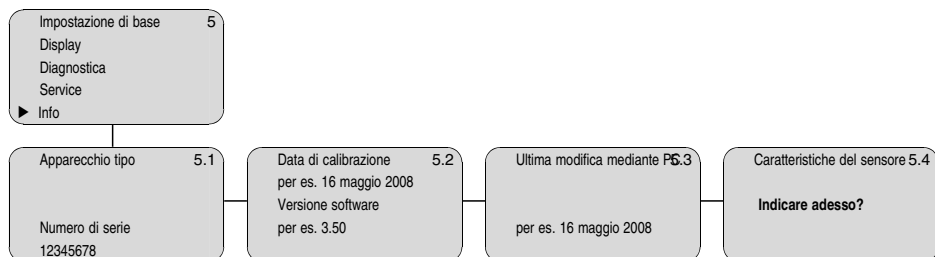 Impostazione di base 5
Display
Diagnostica
Service
▶ Info
Apparecchio tipo 5.1
Numero di serie
12345678
Data di calibrazione 5.2
per es. 16 maggio 2008
Versione software
per es. 3.50
Ultima modifica mediante PC 5.3
per es. 16 maggio 2008
Caratteristiche del sensore 5.4
Indicare adesso?